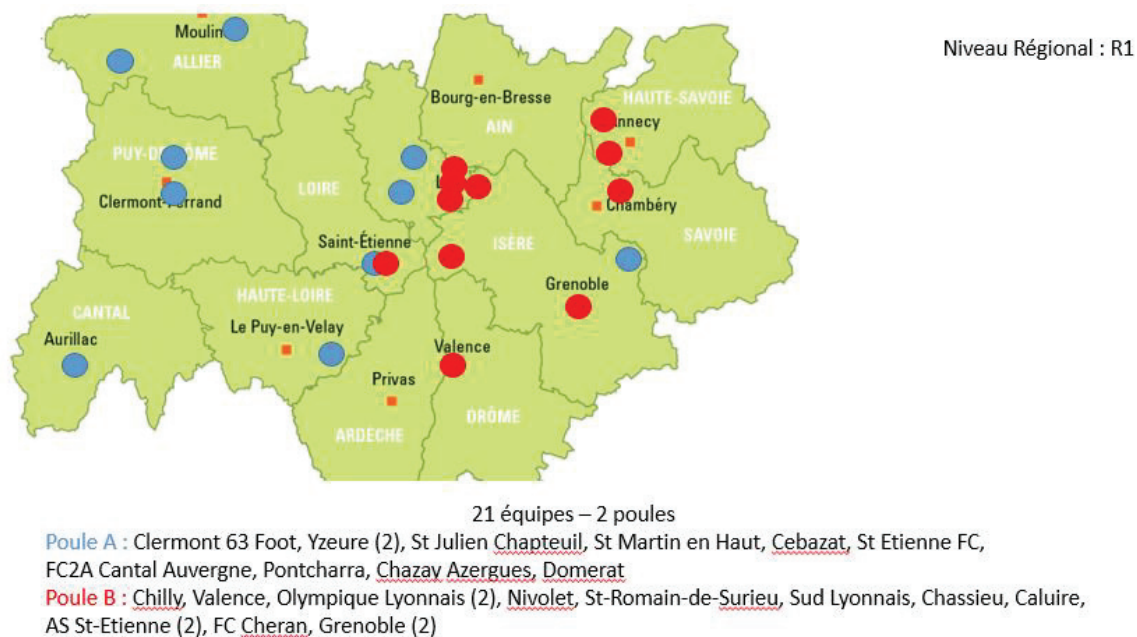 Niveau Régional : R1
Moulin
ALLIER
Bourg-en-Bresse
AIN
HAUTE-SAVOIE
nnecy
PUY-DE-DÔME
Clermont-Ferrand
LOIRE
L
Chambéry
SAVOIE
Saint-Étienne
ISÈRE
Grenoble
CANTAL
HAUTE-LOIRE
Aurillac
Le Puy-en-Velay
Valence
Privas
ARDÈCHE
DRÔME
21 équipes – 2 poules
Poule A : Clermont 63 Foot, Yzeure (2), St Julien Chapteuil, St Martin en Haut, Cebazat, St Etienne FC,
FC2A Cantal Auvergne, Pontcharra, Chazay Azergues, Domerat
Poule B : Chilly, Valence, Olympique Lyonnais (2), Nivolet, St-Romain-de-Surieu, Sud Lyonnais, Chassieu, Caluire,
AS St-Etienne (2), FC Cheran, Grenoble (2)